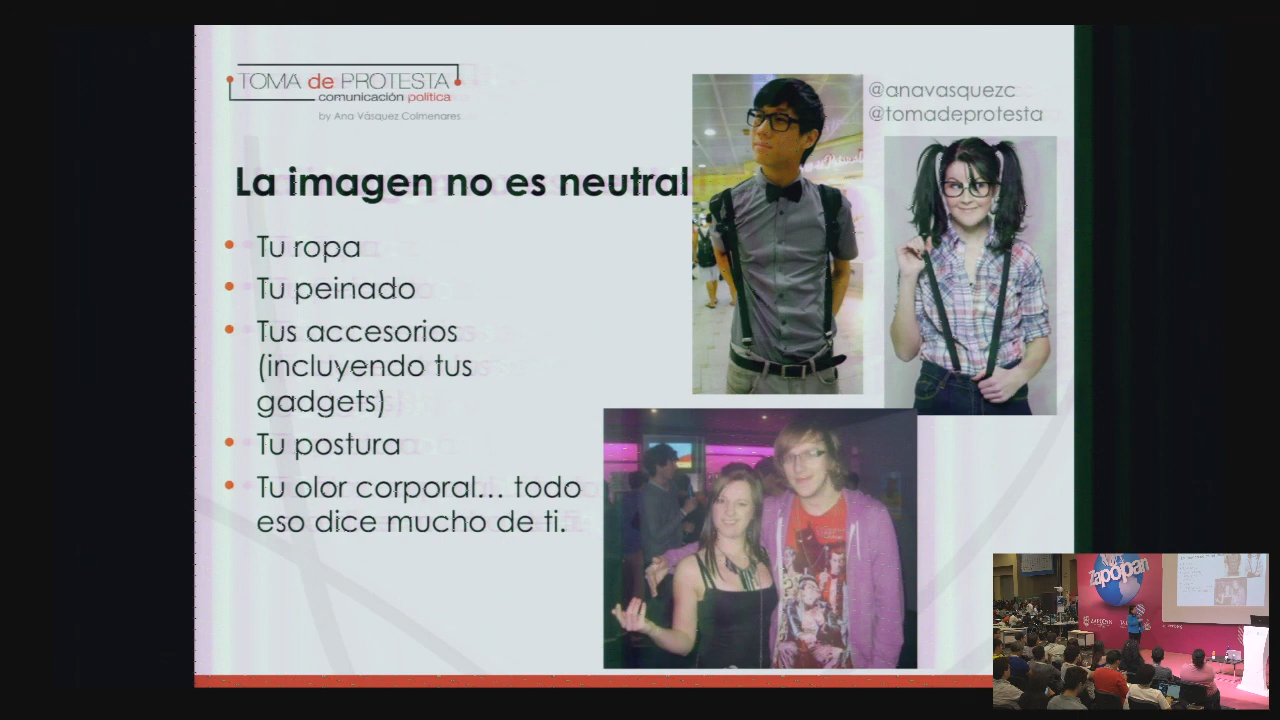 TOMA de PROTESTA
comunicación política
by Ana Vásquez Colmenares
@anavasquezc
@tomadeprotesta
La imagen no es neutral
Tu ropa
Tu peinado
Tus accesorios
(incluyendo tus
gadgets)
Tu postura
Tu olor corporal... todo
eso dice mucho de ti.
zapopan